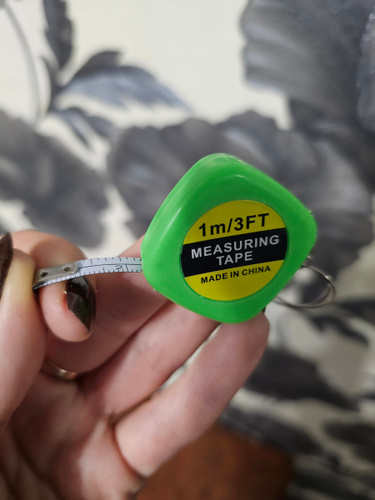 1m/3FT
MEASURING
TAPE
MADE IN CHINA